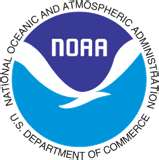 NATIONAL OCEANIC AND ATMOSPHERIC ADMINISTRATION
NOAA
U.S. DEPARTMENT OF COMMERCE